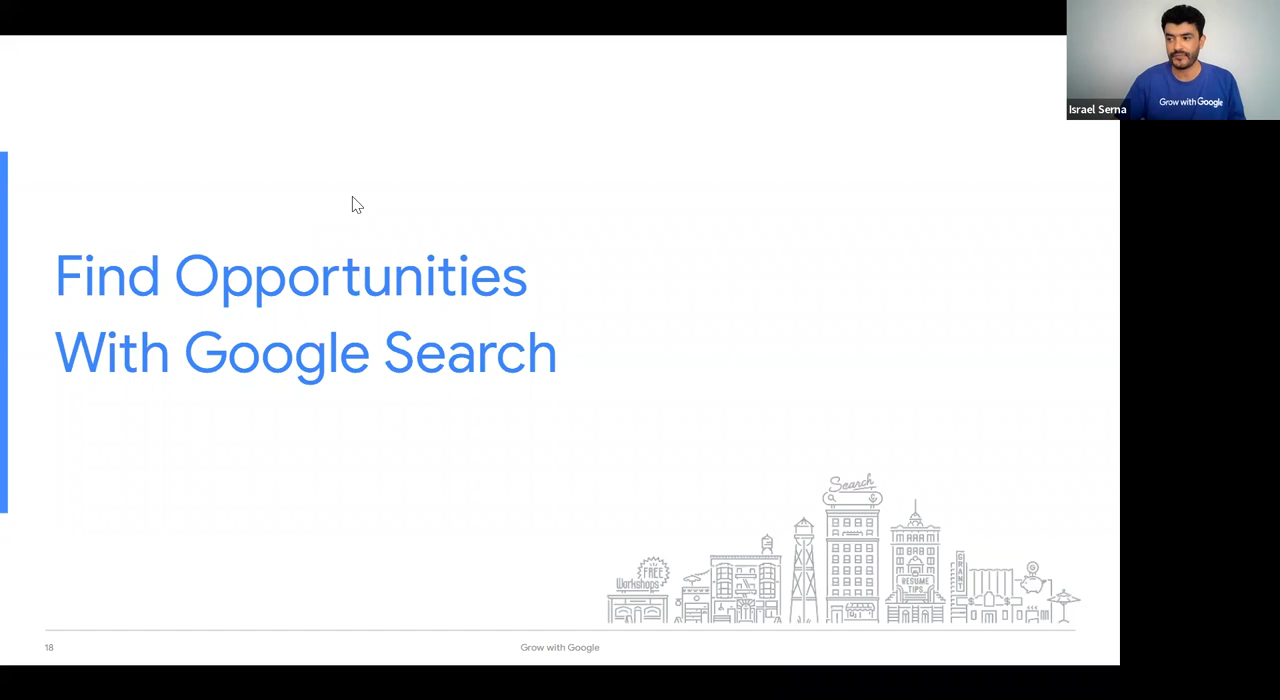 Find Opportunities
With Google Search
Search
FREE
Workshops
RESUME
TIPS
GRANT
18
Grow with Google
Israel Serna
Grow with Google